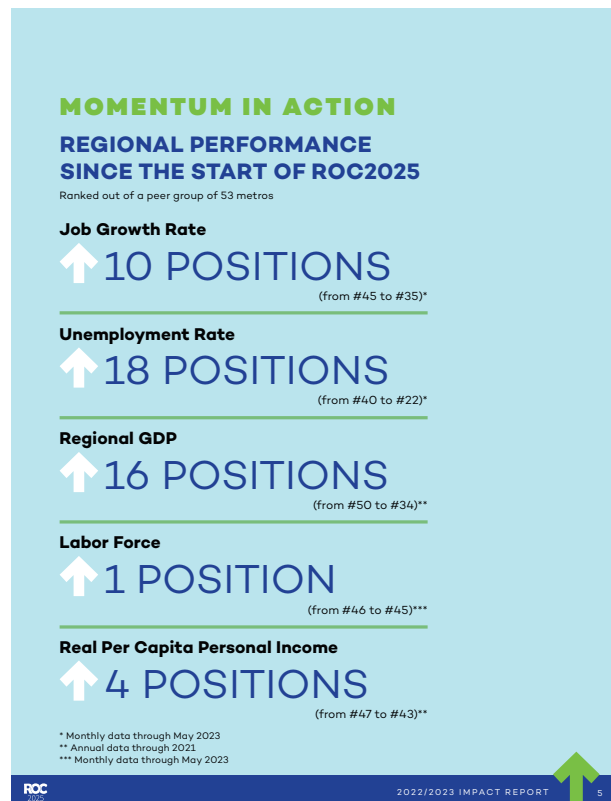 MOMENTUM IN ACTION
REGIONAL PERFORMANCE
SINCE THE START OF ROC2025
Ranked out of a peer group of 53 metros
Job Growth Rate
10 POSITIONS
(from #45 to #35)*
Unemployment Rate
18 POSITIONS
(from #40 to #22)*
Regional GDP
16 POSITIONS
(from #50 to #34)**
Labor Force
1 POSITION
(from #46 to #45)***
Real Per Capita Personal Income
4 POSITIONS
(from #47 to #43)**
* Monthly data through May 2023
** Annual data through 2021
*** Monthly data through May 2023
ROC
2025
2022/2023 IMPACT REPORT 5